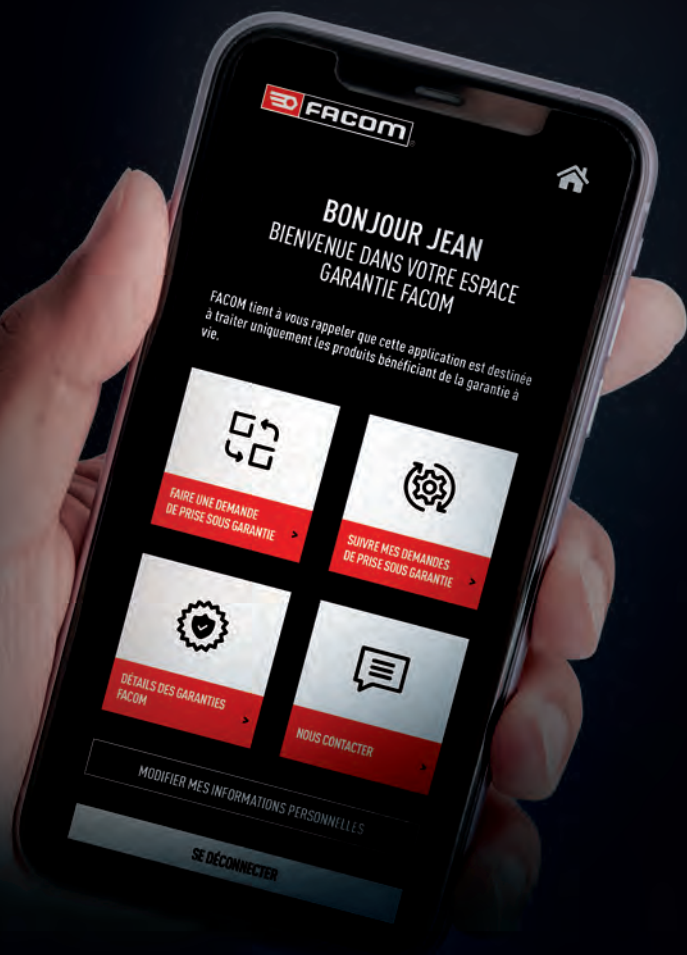 FACOM
BONJOUR JEAN
BIENVENUE DANS VOTRE ESPACE
GARANTIE FACOM
FACOM tient à vous rappeler que cette application est destinée
à traiter uniquement les produits bénéficiant de la garantie à
vie.
FAIRE UNE DEMANDE
DE PRISE SOUS GARANTIE >
SUIVRE MES DEMANDES
DE PRISE SOUS GARANTIE >
DÉTAILS DES GARANTIES
FACOM >
NOUS CONTACTER >
MODIFIER MES INFORMATIONS PERSONNELLES
SE DÉCONNECTER